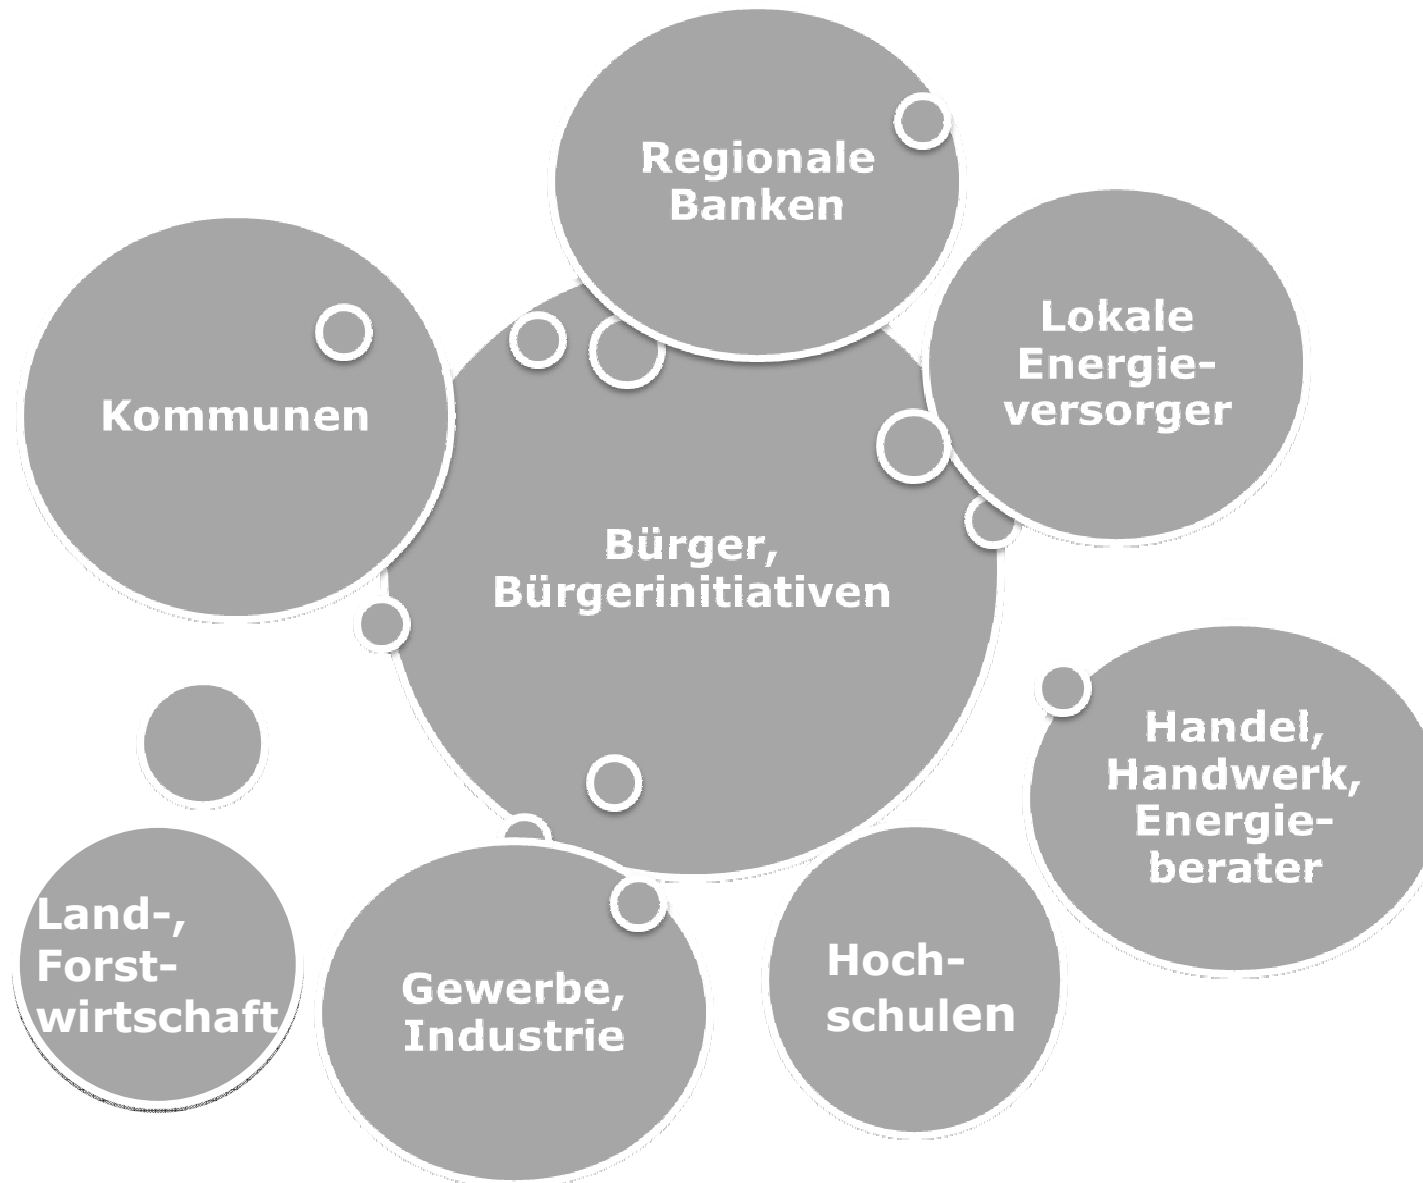 Regionale
Banken
Lokale
Energie-
versorger
Kommunen
Bürger,
Bürgerinitiativen
Handel,
Handwerk,
Energie-
berater
Land-,
Forst-
wirtschaft
Gewerbe,
Industrie
Hoch-
schulen